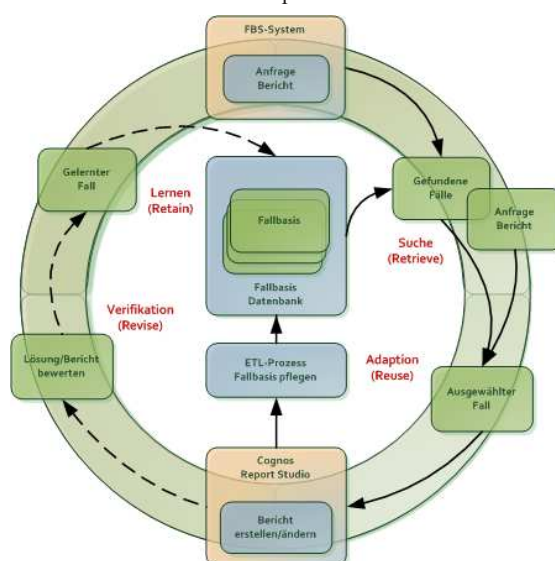 FBS-System
Anfrage
Bericht
Gelernter
Fall
Lernen
(Retain)
Gefundene
Fälle
Fallbasis
Anfrage
Bericht
Suche
(Retrieve)
Fallbasis
Datenbank
Verifikation
(Revise)
Lösung/Bericht
bewerten
ETL-Prozess
Fallbasis pflegen
Adaption
(Reuse)
Ausgewählter
Fall
Cognos
Report Studio
Bericht
erstellen/ändern